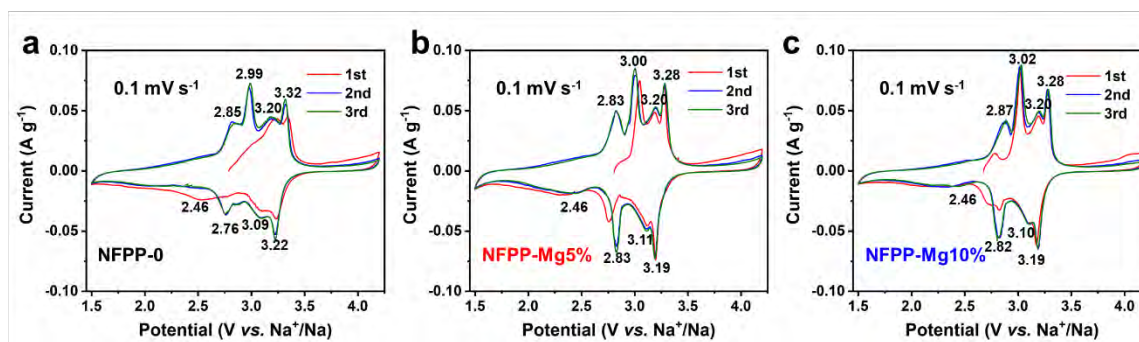 a
0.1 mV s⁻¹
1st
2nd
3rd
2.85
2.99
3.20
3.32
2.46
2.76
3.09
3.22
NFPP-0
Current (A g⁻¹)
0.10
0.05
0.00
-0.05
-0.10
1.5
2.0
2.5
3.0
3.5
4.0
Potential (V vs. Na⁺/Na)
b
0.1 mV s⁻¹
1st
2nd
3rd
2.83
3.00
3.20
3.28
2.46
2.83
3.11
3.19
NFPP-Mg5%
Current (A g⁻¹)
0.10
0.05
0.00
-0.05
-0.10
1.5
2.0
2.5
3.0
3.5
4.0
Potential (V vs. Na⁺/Na)
c
0.1 mV s⁻¹
1st
2nd
3rd
2.87
3.02
3.20
3.28
2.46
2.82
3.10
3.19
NFPP-Mg10%
Current (A g⁻¹)
0.10
0.05
0.00
-0.05
-0.10
1.5
2.0
2.5
3.0
3.5
4.0
Potential (V vs. Na⁺/Na)